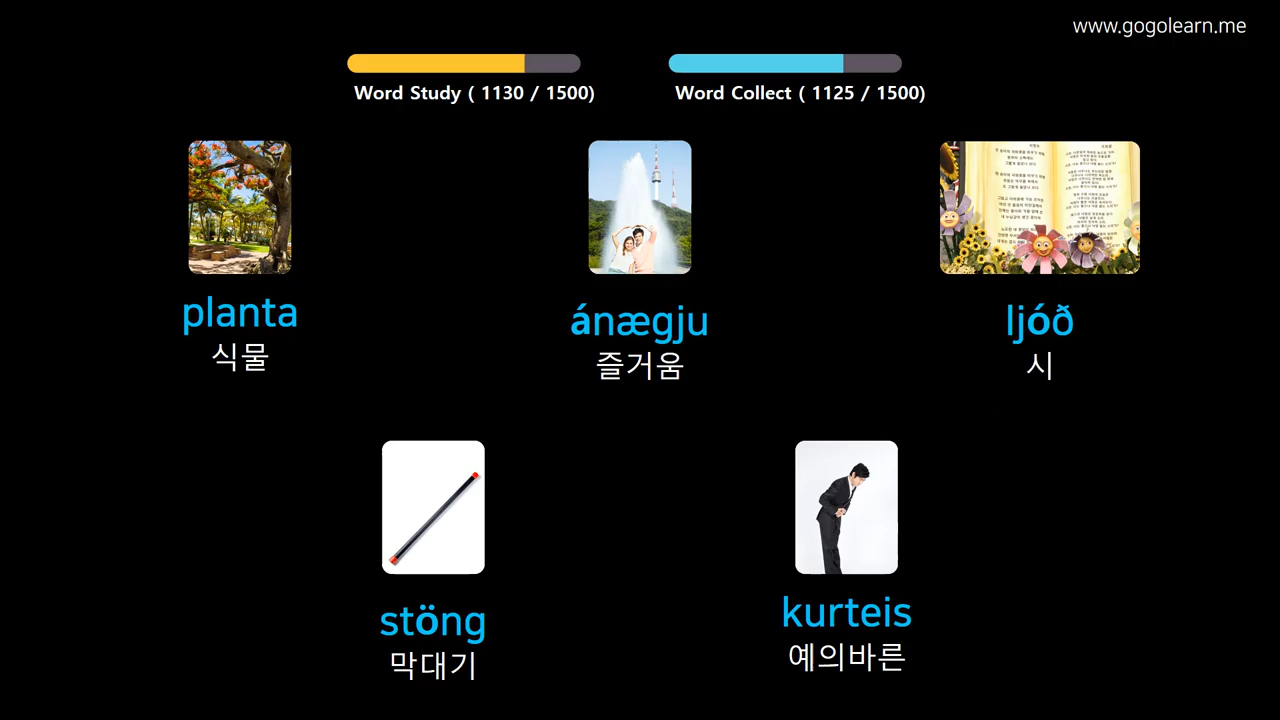 www.gogolearn.me
Word Study ( 1130 / 1500)
Word Collect ( 1125 / 1500)
planta
식물
ánægju
즐거움
ljóð
시
stöng
막대기
kurteis
예의바른